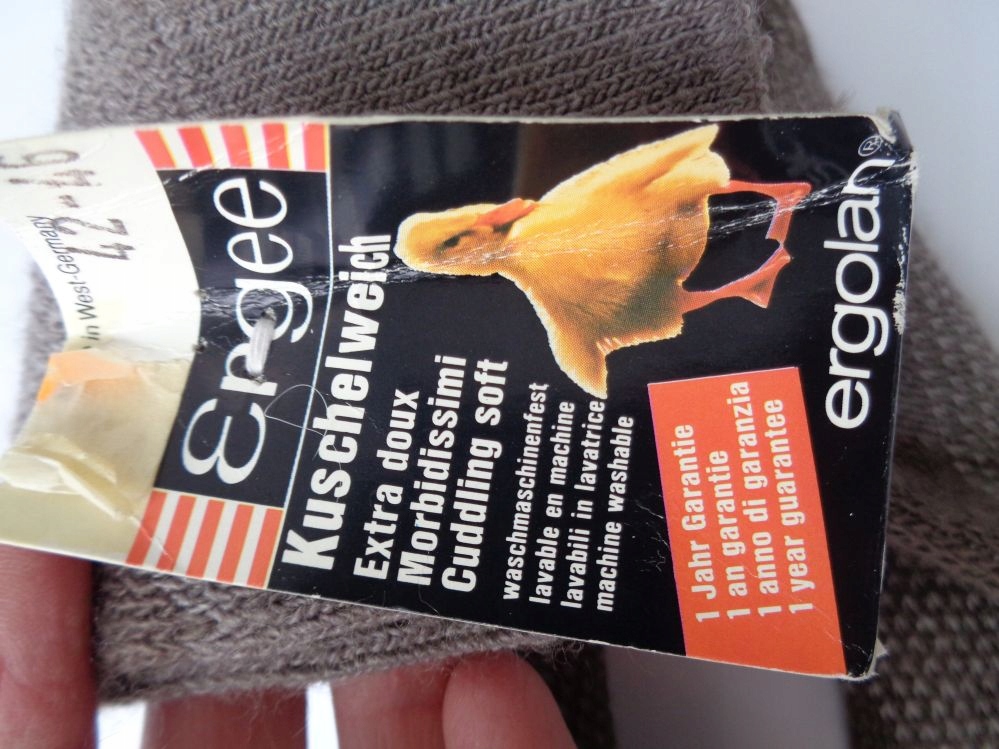 in West-Germany
42-46
Ergee
Kuschelweich
Extra doux
Morbidissimi
Cuddling soft
waschmaschinenfest
lavable en machine
lavabili in lavatrice
machine washable
1 Jahr Garantie
1 an garantie
1 anno di garanzia
1 year guarantee
ergolan®